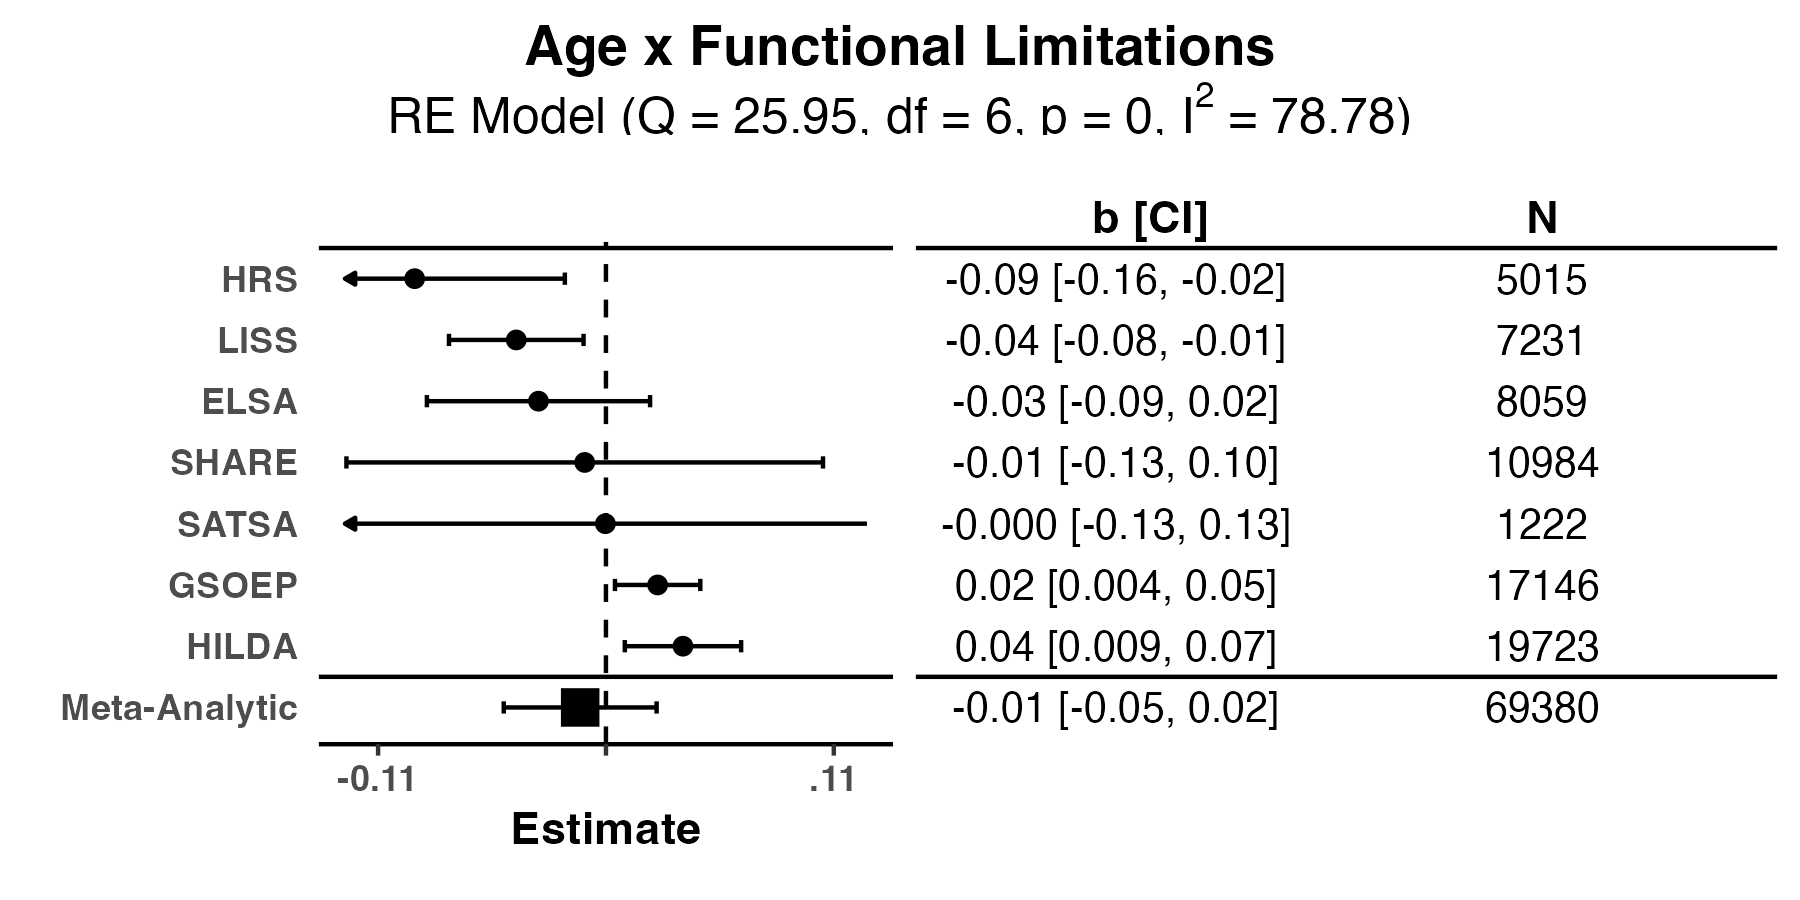 Age x Functional Limitations
RE Model (Q = 25.95, df = 6, p = 0, I² = 78.78)
b [CI] N
HRS -0.09 [-0.16, -0.02] 5015
LISS -0.04 [-0.08, -0.01] 7231
ELSA -0.03 [-0.09, 0.02] 8059
SHARE -0.01 [-0.13, 0.10] 10984
SATSA -0.000 [-0.13, 0.13] 1222
GSOEP 0.02 [0.004, 0.05] 17146
HILDA 0.04 [0.009, 0.07] 19723
Meta-Analytic -0.01 [-0.05, 0.02] 69380
-0.11 .11
Estimate